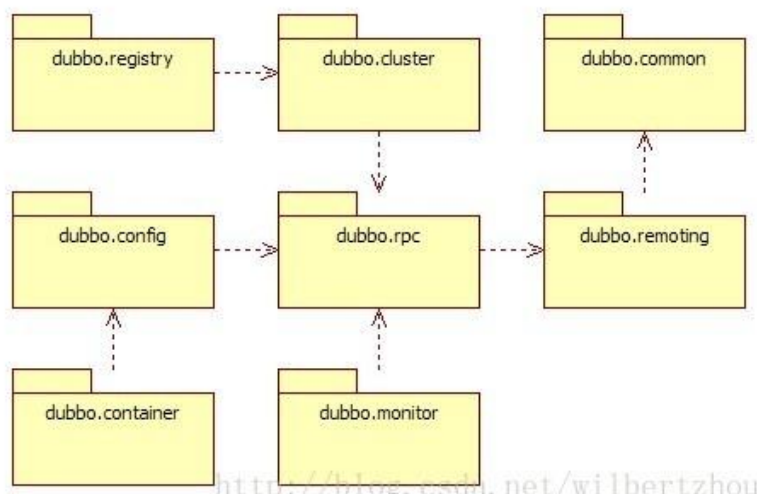 dubbo.registry
dubbo.cluster
dubbo.common
dubbo.config
dubbo.rpc
dubbo.remoting
dubbo.container
dubbo.monitor
http://blog.csdn.net/wilbertzhou